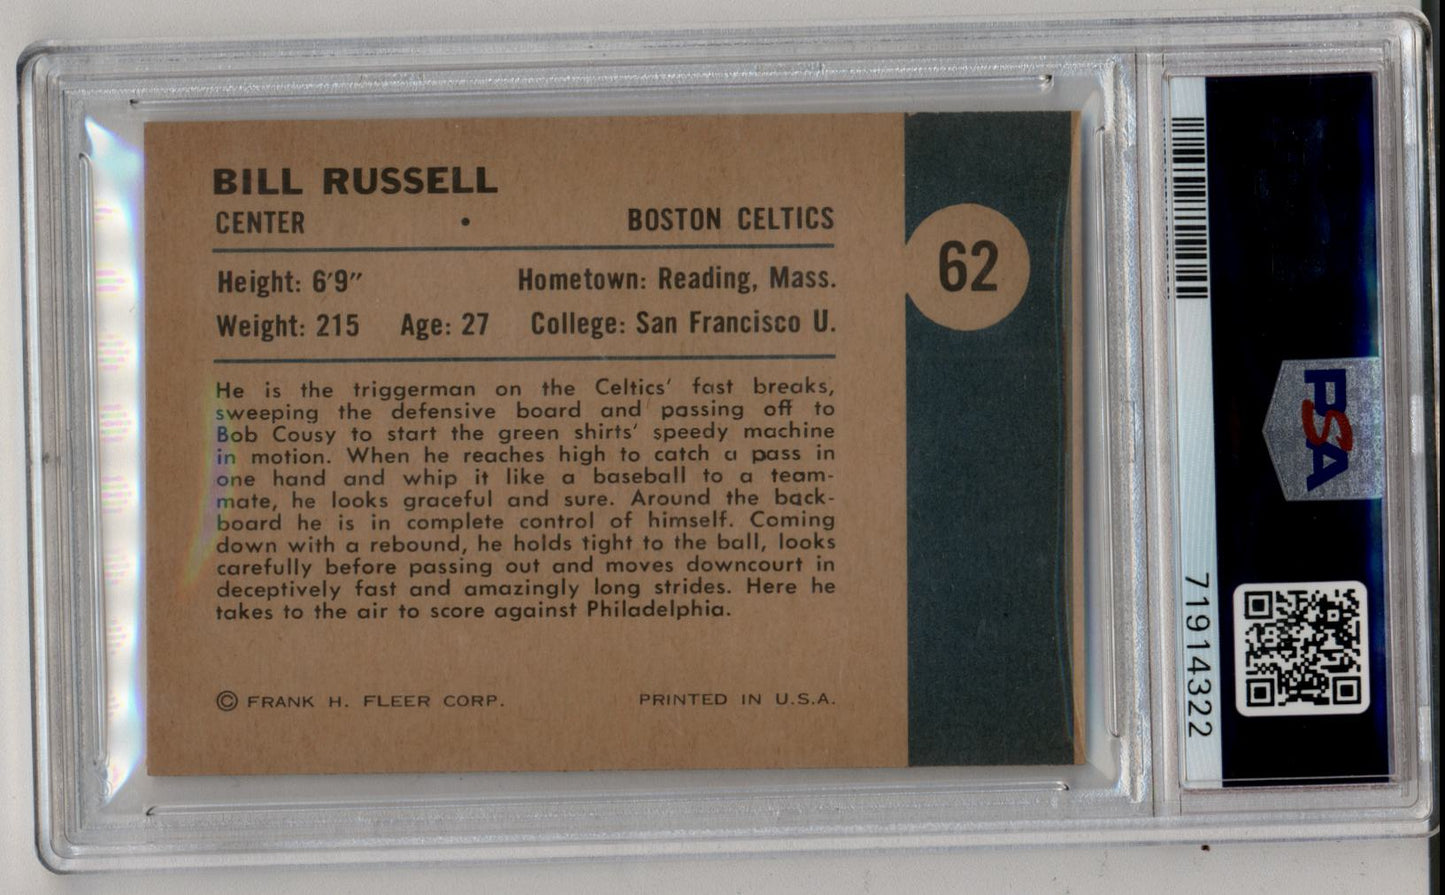 BILL RUSSELL
CENTER • BOSTON CELTICS
62
Height: 6′9″ Hometown: Reading, Mass.
Weight: 215 Age: 27 College: San Francisco U.
He is the triggerman on the Celtics′ fast breaks,
sweeping the defensive board and passing off to
Bob Cousy to start the green shirts′ speedy machine
in motion. When he reaches high to catch a pass in
one hand and whip it like a baseball to a team-
mate, he looks graceful and sure. Around the back-
board he is in complete control of himself. Coming
down with a rebound, he holds tight to the ball, looks
carefully before passing out and moves downcourt in
deceptively fast and amazingly long strides. Here he
takes to the air to score against Philadelphia.
© FRANK H. FLEER CORP. PRINTED IN U.S.A.
PSA
71914322